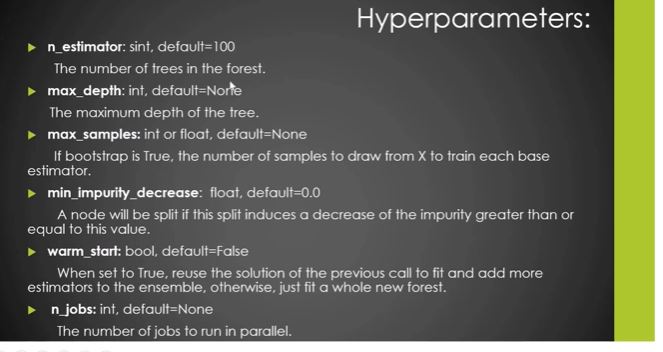 Hyperparameters:
n_estimator: sint, default=100
The number of trees in the forest.
max_depth: int, default=None
The maximum depth of the tree.
max_samples: int or float, default=None
If bootstrap is True, the number of samples to draw from X to train each base
estimator.
min_impurity_decrease: float, default=0.0
A node will be split if this split induces a decrease of the impurity greater than or
equal to this value.
warm_start: bool, default=False
When set to True, reuse the solution of the previous call to fit and add more
estimators to the ensemble, otherwise, just fit a whole new forest.
n_jobs: int, default=None
The number of jobs to run in parallel.